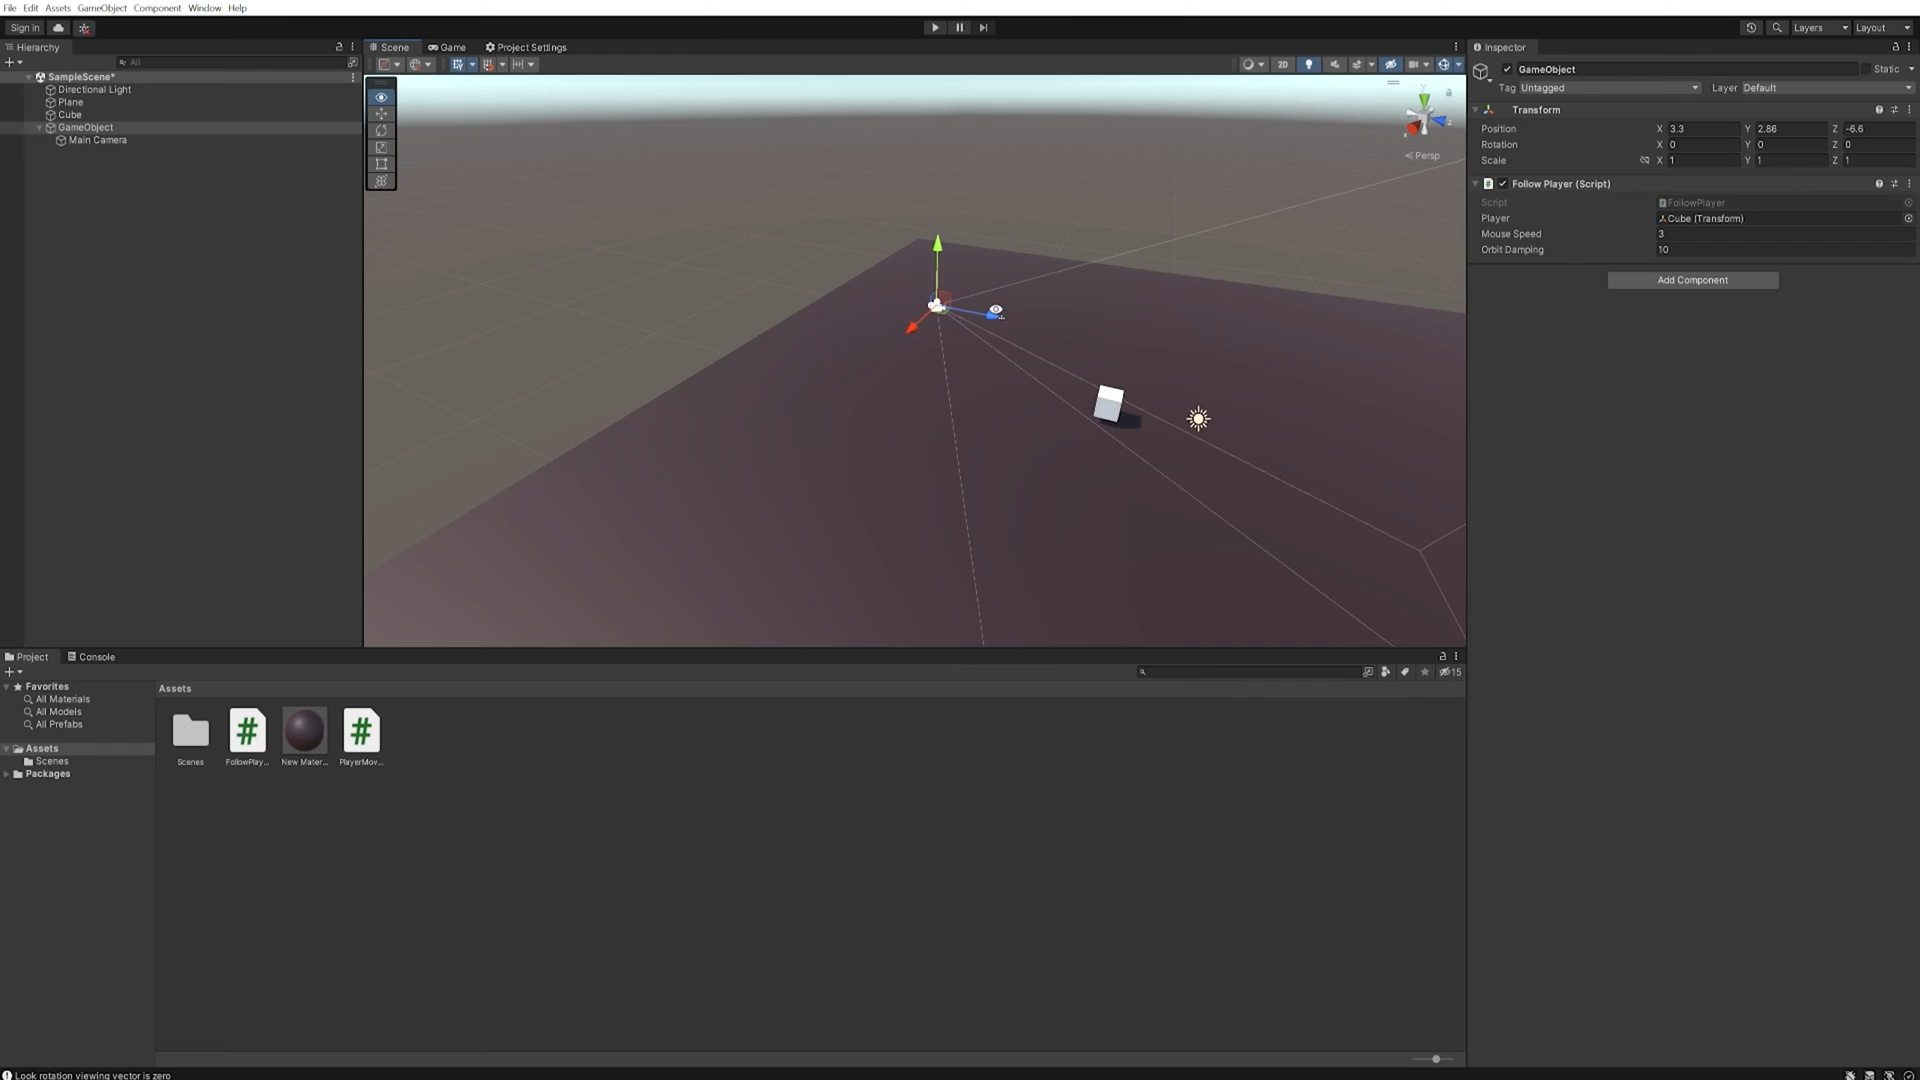 File Edit Assets GameObject Component Window Help
Sign in
Layers Layout
Hierarchy
All
SampleScene*
Directional Light
Plane
Cube
GameObject
Main Camera
Scene Game Project Settings
2D
y
x
z
Persp
Inspector
GameObject Static
Tag Untagged Layer Default
Transform
Position X 3.3 Y 2.86 Z -6.6
Rotation X 0 Y 0 Z 0
Scale X 1 Y 1 Z 1
Follow Player (Script)
Script FollowPlayer
Player Cube (Transform)
Mouse Speed 3
Orbit Damping 10
Add Component
Project Console
15
Favorites
All Materials
All Models
All Prefabs
Assets
Scenes
Packages
Assets
Scenes FollowPlay... New Mater... PlayerMov...
Look rotation viewing vector is zero